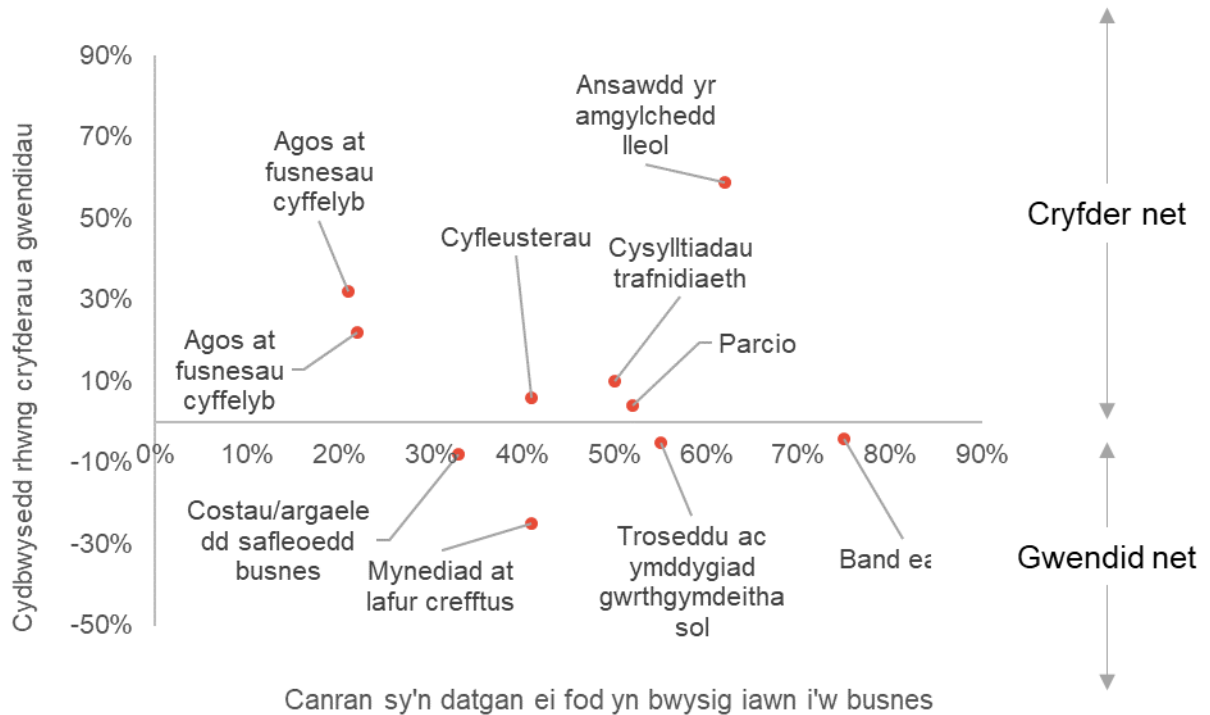 90%
70%
50%
30%
10%
-10%
-30%
-50%
0%
10%
20%
30%
40%
50%
60%
70%
80%
90%
Cydbwysedd rhwng cryfderau a gwendidau
Canran sy'n datgan ei fod yn bwysig iawn i'w busnes
Agos at
fusnesau
cyffelyb
Agos at
fusnesau
cyffelyb
Cyfleusterau
Ansawdd yr
amgylchedd
lleol
Cysylltiadau
trafnidiaeth
Parcio
Costau/argaele
dd safleoedd
busnes
Mynediad at
lafur crefftus
Troseddu ac
ymddygiad
gwrthgymdeitha
sol
Band ea
Cryfder net
Gwendid net